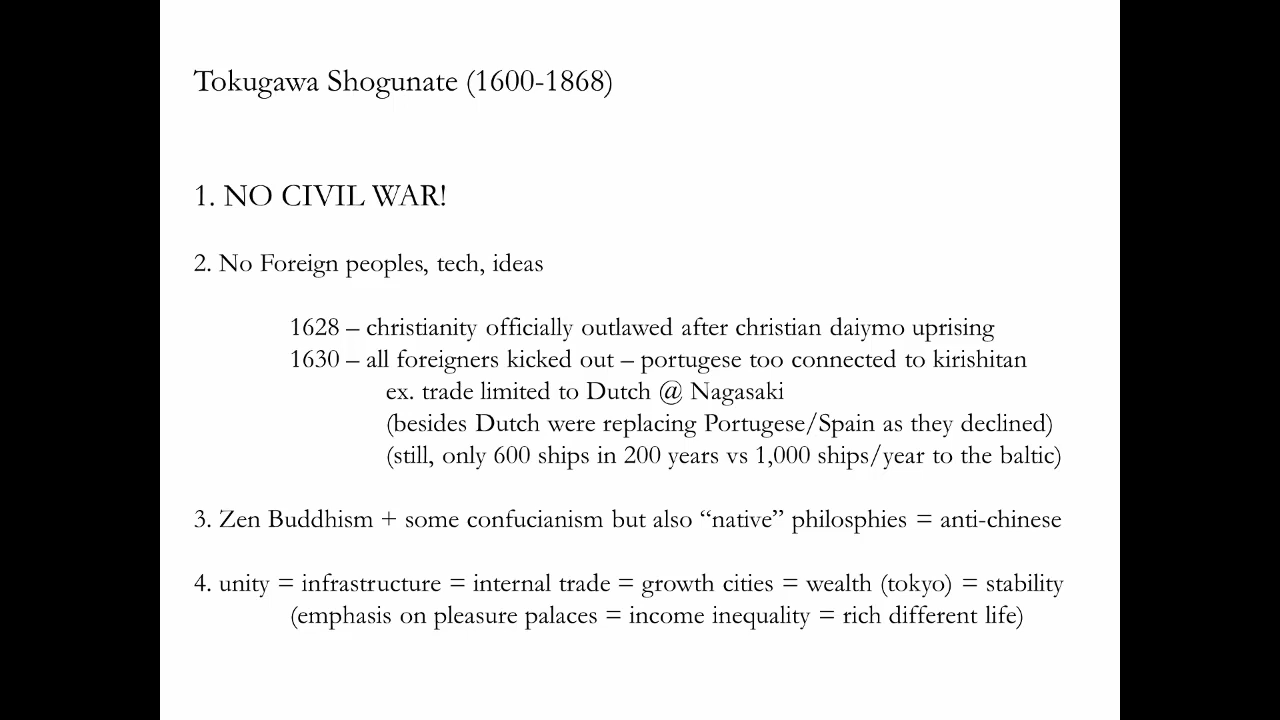 Tokugawa Shogunate (1600-1868)
1. NO CIVIL WAR!
2. No Foreign peoples, tech, ideas
1628 – christianity officially outlawed after christian daiymo uprising
1630 – all foreigners kicked out – portugese too connected to kirishitan
ex. trade limited to Dutch @ Nagasaki
(besides Dutch were replacing Portugese/Spain as they declined)
(still, only 600 ships in 200 years vs 1,000 ships/year to the baltic)
3. Zen Buddhism + some confucianism but also “native” philosphies = anti-chinese
4. unity = infrastructure = internal trade = growth cities = wealth (tokyo) = stability
(emphasis on pleasure palaces = income inequality = rich different life)